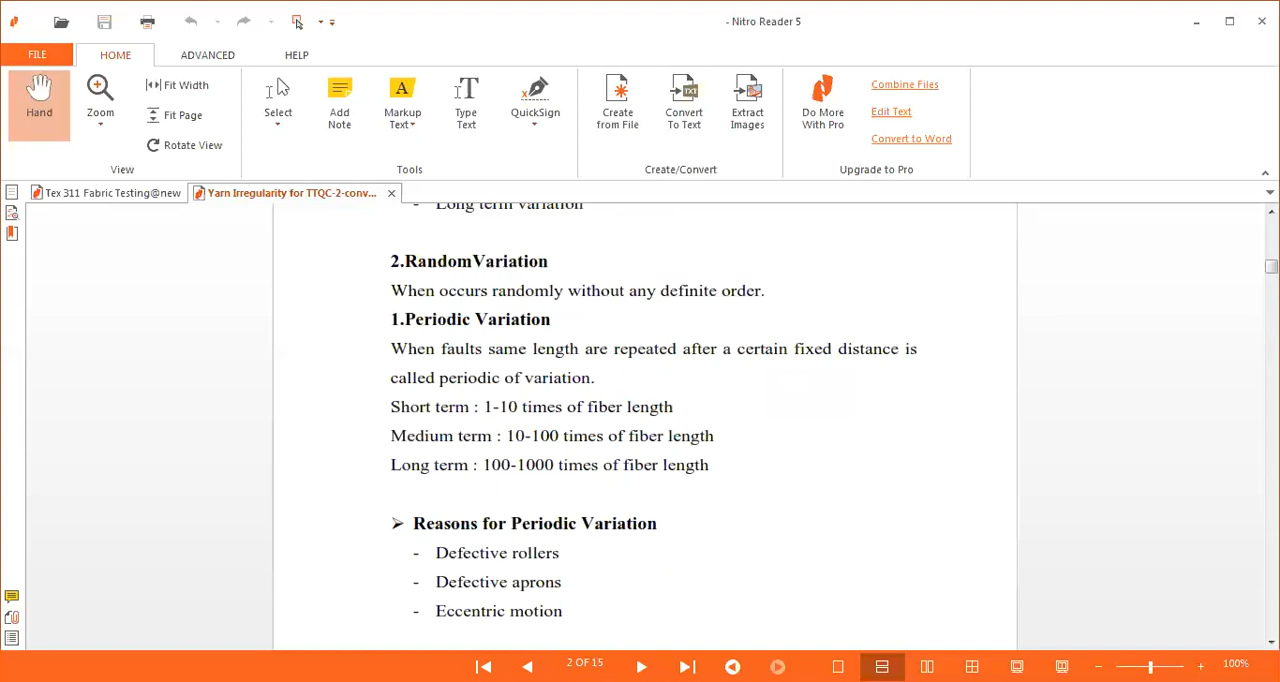 - Nitro Reader 5
FILE
HOME
ADVANCED
HELP
Hand
Zoom
Fit Width
Fit Page
Rotate View
View
Select
Add
Note
Markup
Text
Type
Text
QuickSign
Tools
Create
from File
Convert
To Text
Extract
Images
Create/Convert
Do More
With Pro
Combine Files
Edit Text
Convert to Word
Upgrade to Pro
Tex 311 Fabric Testing@new
Yarn Irregularity for TTQC-2-conv...
- Long term variation
2.RandomVariation
When occurs randomly without any definite order.
1.Periodic Variation
When faults same length are repeated after a certain fixed distance is
called periodic of variation.
Short term : 1-10 times of fiber length
Medium term : 10-100 times of fiber length
Long term : 100-1000 times of fiber length
➢ Reasons for Periodic Variation
- Defective rollers
- Defective aprons
- Eccentric motion
2 OF 15
100%